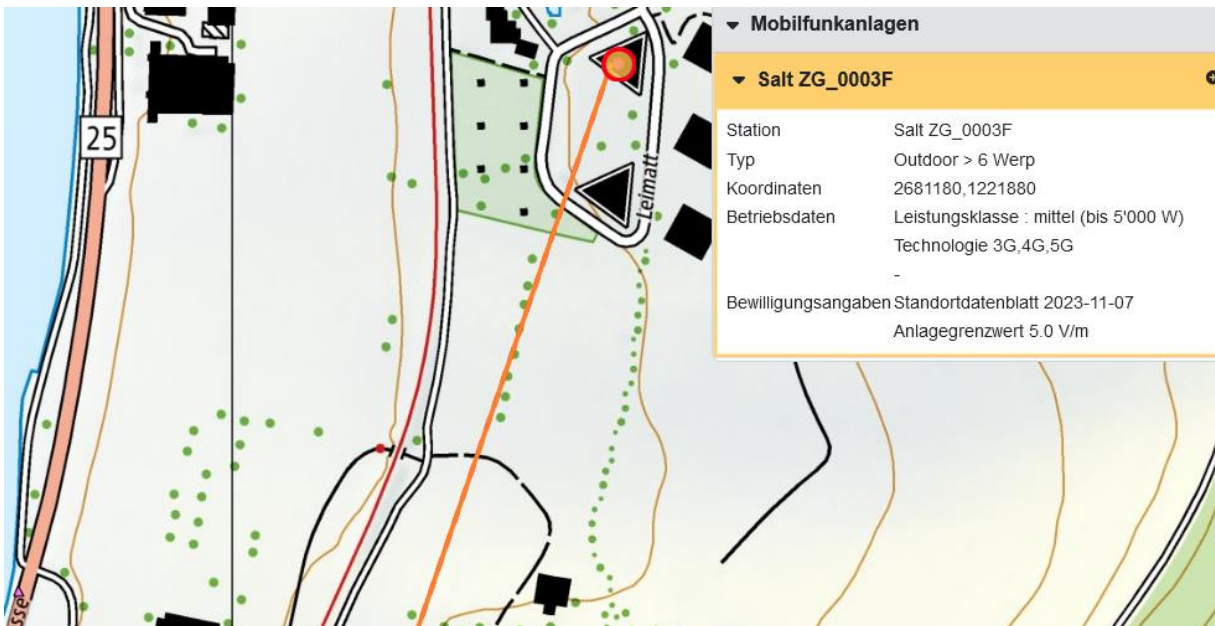 Mobilfunkanlagen
Salt ZG_0003F
Station Salt ZG_0003F
Typ Outdoor > 6 Werp
Koordinaten 2681180,1221880
Betriebsdaten Leistungsklasse : mittel (bis 5'000 W)
Technologie 3G,4G,5G
-
Bewilligungsangaben Standortdatenblatt 2023-11-07
Anlagegrenzwert 5.0 V/m
25
Leimatt
sse